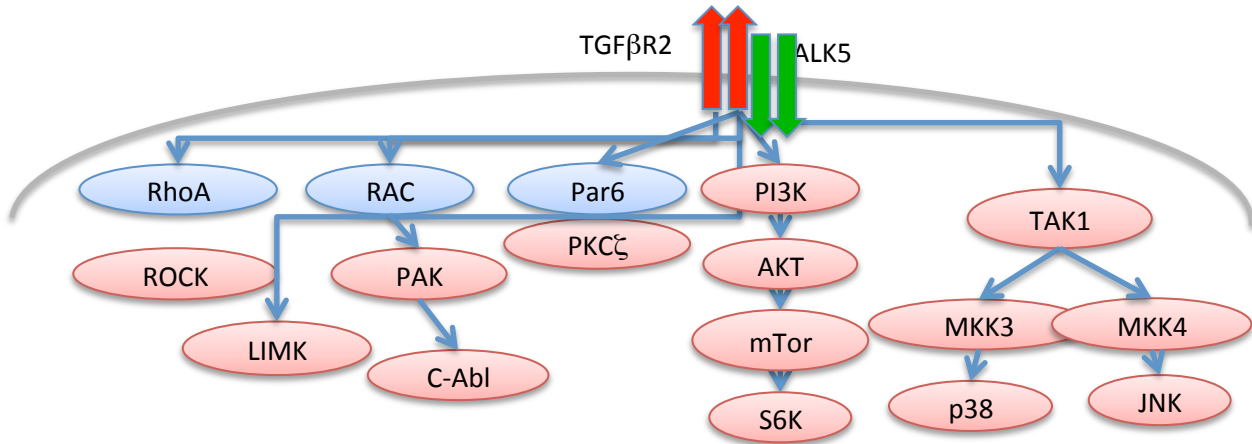 TGFβR2
ALK5
RhoA
RAC
Par6
PI3K
TAK1
PKCζ
ROCK
PAK
AKT
MKK3
MKK4
LIMK
mTor
C-Abl
S6K
p38
JNK